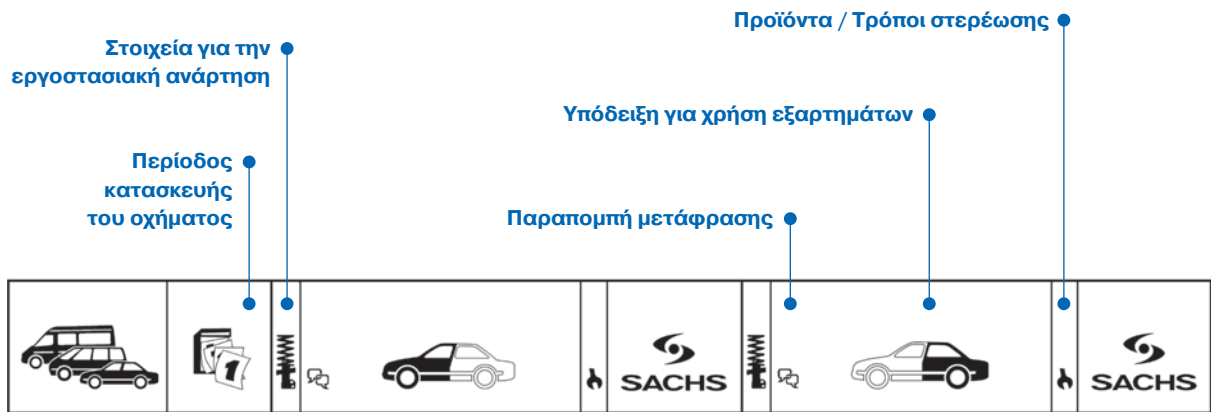 Προϊόντα / Τρόποι στερέωσης
Στοιχεία για την
εργοστασιακή ανάρτηση
Υπόδειξη για χρήση εξαρτημάτων
Περίοδος
κατασκευής
του οχήματος
Παραπομπή μετάφρασης
1
SACHS
SACHS